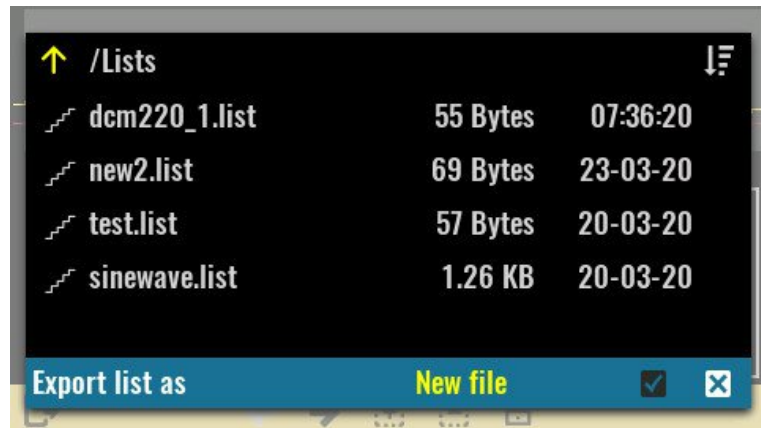 /Lists
dcm220_1.list 55 Bytes 07:36:20
new2.list 69 Bytes 23-03-20
test.list 57 Bytes 20-03-20
sinewave.list 1.26 KB 20-03-20
Export list as New file